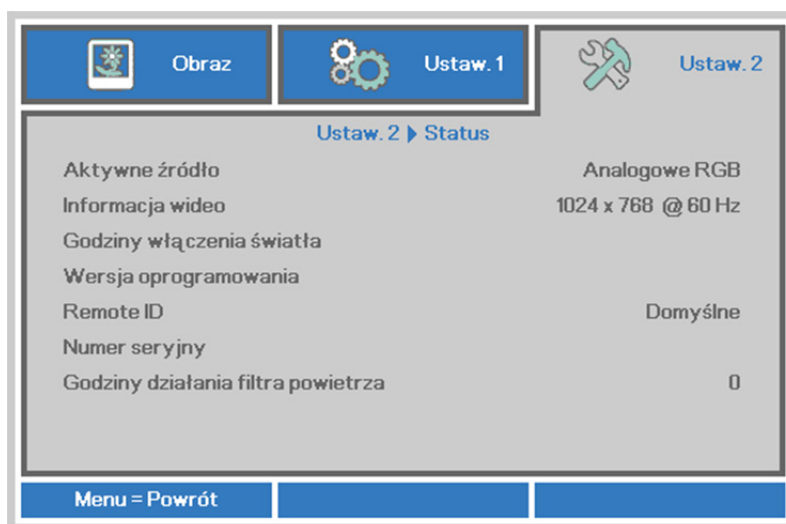 Obraz
Ustaw. 1
Ustaw. 2
Ustaw. 2 Status
Aktywne źródło Analogowe RGB
Informacja wideo 1024 x 768 @ 60 Hz
Godziny włączenia światła
Wersja oprogramowania
Remote ID Domyślne
Numer seryjny
Godziny działania filtra powietrza 0
Menu = Powrót